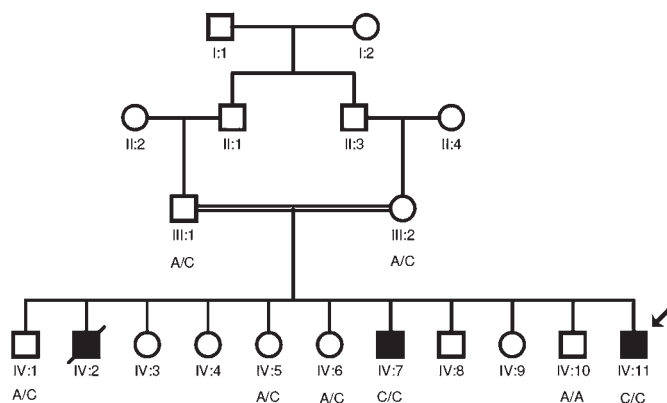 I:1 I:2
II:2 II:1 II:3 II:4
III:1 III:2
A/C A/C
IV:1 IV:2 IV:3 IV:4 IV:5 IV:6 IV:7 IV:8 IV:9 IV:10 IV:11
A/C A/C A/C C/C A/A C/C